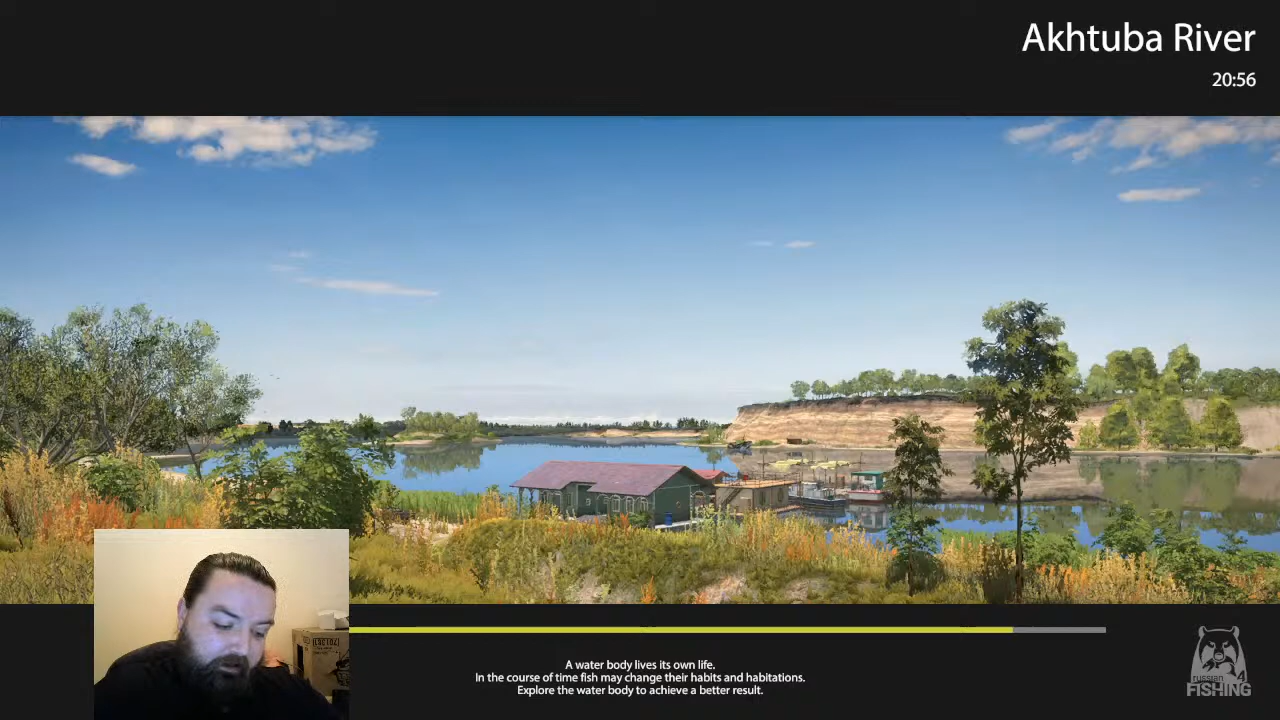 Akhtuba River
20:56
A water body lives its own life.
In the course of time fish may change their habits and habitations.
Explore the water body to achieve a better result.
russian
FISHING